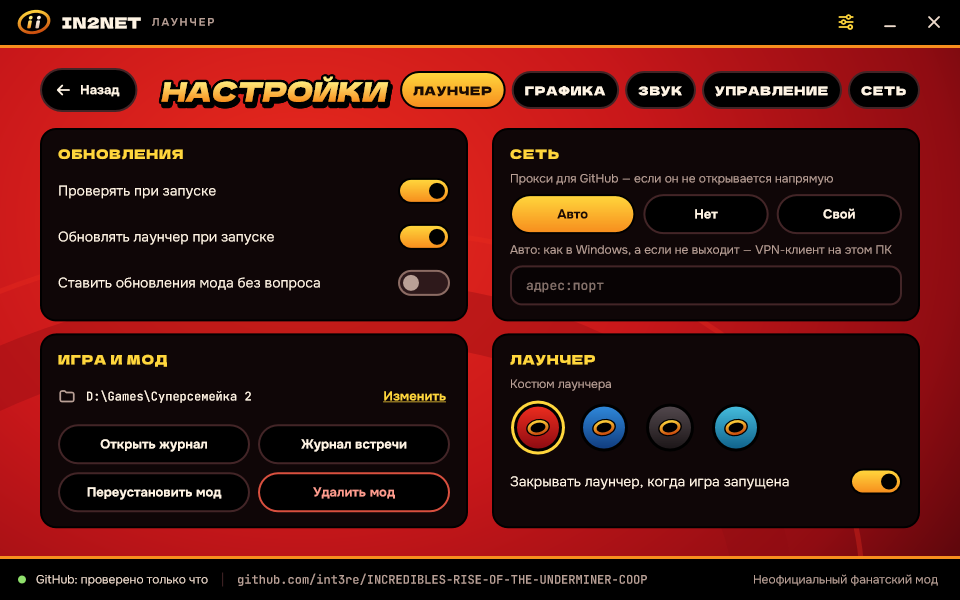 IN2NET ЛАУНЧЕР
Назад
НАСТРОЙКИ
ЛАУНЧЕР
ГРАФИКА
ЗВУК
УПРАВЛЕНИЕ
СЕТЬ
ОБНОВЛЕНИЯ
Проверять при запуске
Обновлять лаунчер при запуске
Ставить обновления мода без вопроса
СЕТЬ
Прокси для GitHub — если он не открывается напрямую
Авто
Нет
Свой
Авто: как в Windows, а если не выходит — VPN-клиент на этом ПК
адрес:порт
ИГРА И МОД
D:\Games\Суперсемейка 2
Изменить
Открыть журнал
Журнал встречи
Переустановить мод
Удалить мод
ЛАУНЧЕР
Костюм лаунчера
Закрывать лаунчер, когда игра запущена
GitHub: проверено только что
github.com/int3re/INCREDIBLES-RISE-OF-THE-UNDERMINER-COOP
Неофициальный фанатский мод